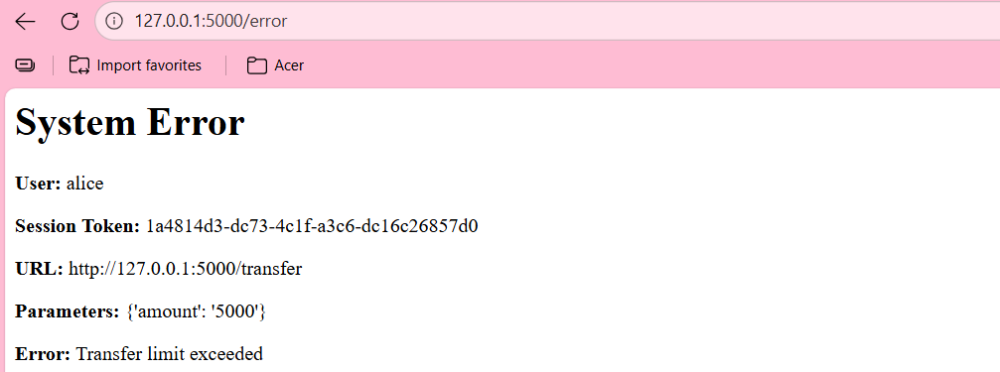 127.0.0.1:5000/error
Import favorites Acer
System Error
User: alice
Session Token: 1a4814d3-dc73-4c1f-a3c6-dc16c26857d0
URL: http://127.0.0.1:5000/transfer
Parameters: {'amount': '5000'}
Error: Transfer limit exceeded